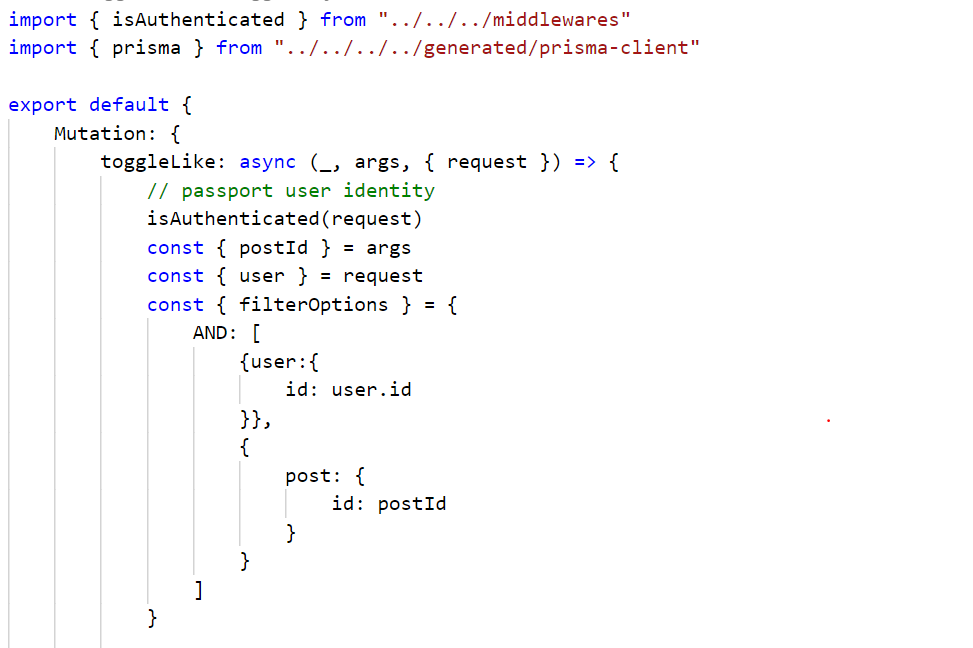 import { isAuthenticated } from "../../../middlewares"
import { prisma } from "../../../../generated/prisma-client"
export default {
Mutation: {
toggleLike: async (_, args, { request }) => {
// passport user identity
isAuthenticated(request)
const { postId } = args
const { user } = request
const { filterOptions } = {
AND: [
{user:{
id: user.id
}},
{
post: {
id: postId
}
}
]
}